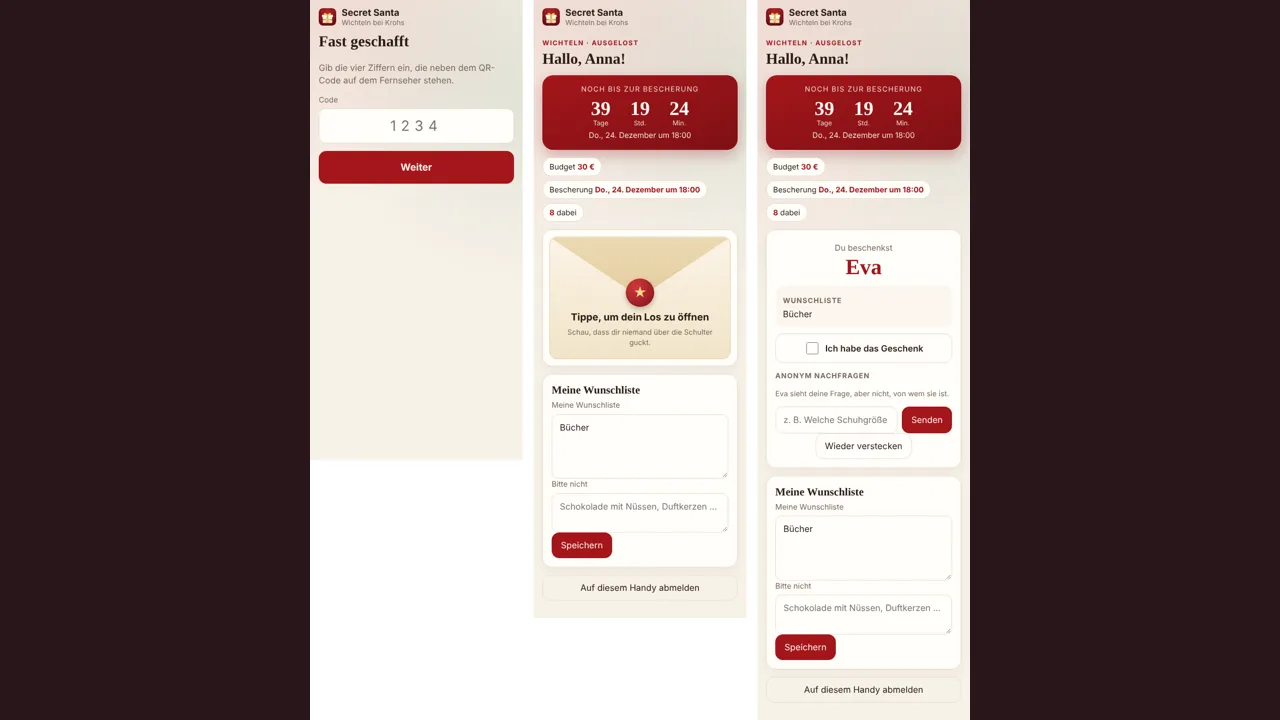 Secret Santa
Wichteln bei Krohs
Fast geschafft
Gib die vier Ziffern ein, die neben dem QR-
Code auf dem Fernseher stehen.
Code
1 2 3 4
Weiter
Secret Santa
Wichteln bei Krohs
WICHTELN · AUSGELOST
Hallo, Anna!
NOCH BIS ZUR BESCHERUNG
39 19 24
Tage Std. Min.
Do., 24. Dezember um 18:00
Budget 30 €
Bescherung Do., 24. Dezember um 18:00
8 dabei
Tippe, um dein Los zu öffnen
Schau, dass dir niemand über die Schulter
guckt.
Meine Wunschliste
Meine Wunschliste
Bücher
Bitte nicht
Schokolade mit Nüssen, Duftkerzen ...
Speichern
Auf diesem Handy abmelden
Secret Santa
Wichteln bei Krohs
WICHTELN · AUSGELOST
Hallo, Anna!
NOCH BIS ZUR BESCHERUNG
39 19 24
Tage Std. Min.
Do., 24. Dezember um 18:00
Budget 30 €
Bescherung Do., 24. Dezember um 18:00
8 dabei
Du beschenkst
Eva
WUNSCHLISTE
Bücher
Ich habe das Geschenk
ANONYM NACHFRAGEN
Eva sieht deine Frage, aber nicht, von wem sie ist.
z. B. Welche Schuhgröße
Senden
Wieder verstecken
Meine Wunschliste
Meine Wunschliste
Bücher
Bitte nicht
Schokolade mit Nüssen, Duftkerzen ...
Speichern
Auf diesem Handy abmelden